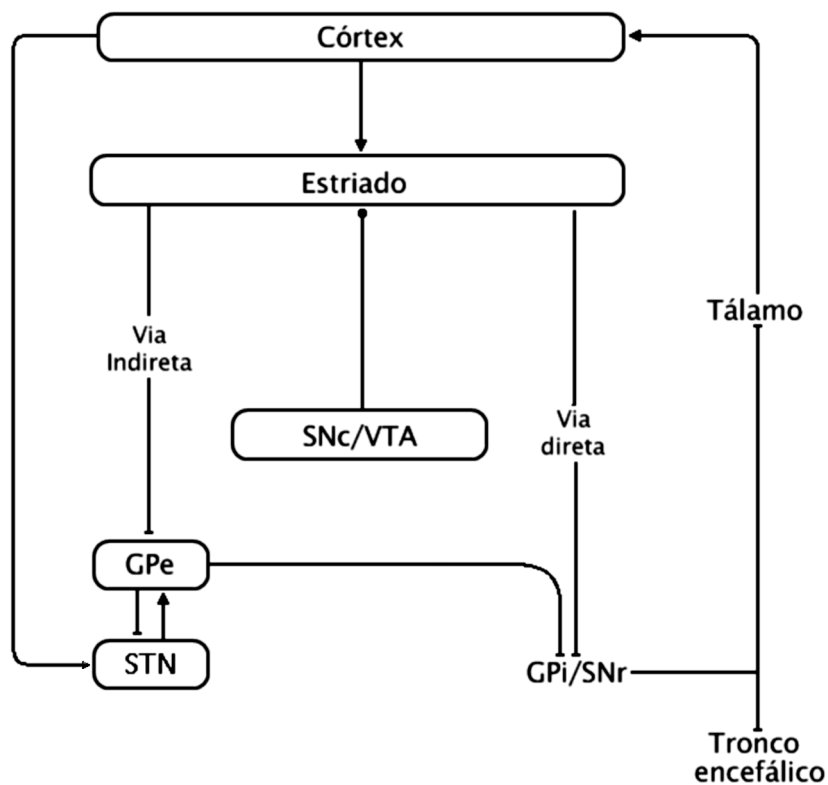 Córtex
Estriado
Tálamo
Via
Indireta
Via
direta
SNc/VTA
GPe
STN
GPi/SNr
Tronco
encefálico